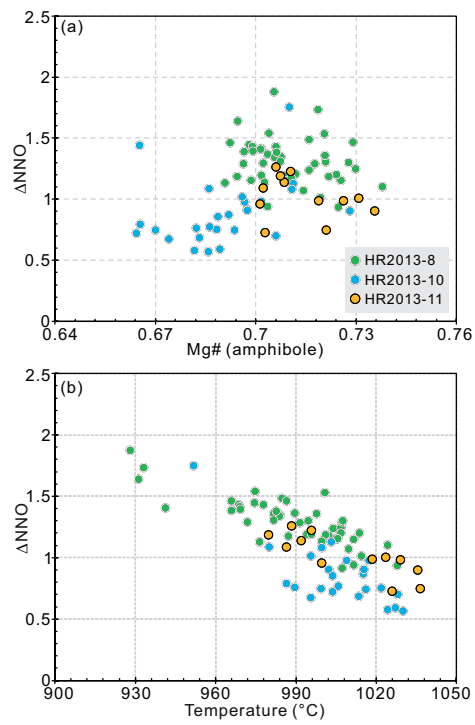 2.5
(a)
2
1.5
ΔNNO
1
0.5
HR2013-8
HR2013-10
HR2013-11
0
0.64 0.67 0.7 0.73 0.76
Mg# (amphibole)
2.5
(b)
2
1.5
ΔNNO
1
0.5
0
900 930 960 990 1020 1050
Temperature (°C)